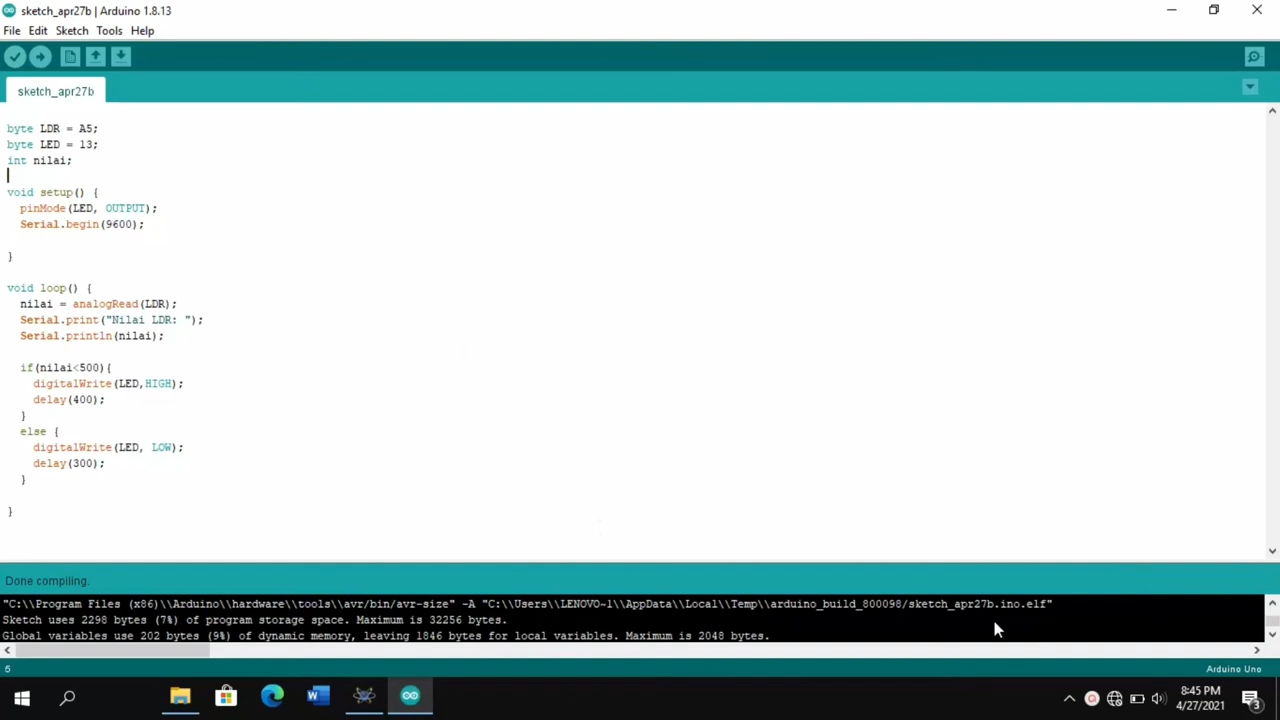 sketch_apr27b | Arduino 1.8.13
File Edit Sketch Tools Help
sketch_apr27b
byte LDR = A5;
byte LED = 13;
int nilai;
void setup() {
pinMode(LED, OUTPUT);
Serial.begin(9600);
}
void loop() {
nilai = analogRead(LDR);
Serial.print("Nilai LDR: ");
Serial.println(nilai);
if(nilai<500){
digitalWrite(LED,HIGH);
delay(400);
}
else {
digitalWrite(LED, LOW);
delay(300);
}
}
Done compiling.
"C:\\Program Files (x86)\\Arduino\\hardware\\tools\\avr/bin/avr-size" -A "C:\\Users\\LENOVO~1\\AppData\\Local\\Temp\\arduino_build_800098/sketch_apr27b.ino.elf"
Sketch uses 2298 bytes (7%) of program storage space. Maximum is 32256 bytes.
Global variables use 202 bytes (9%) of dynamic memory, leaving 1846 bytes for local variables. Maximum is 2048 bytes.
5
Arduino Uno
8:45 PM
4/27/2021
3